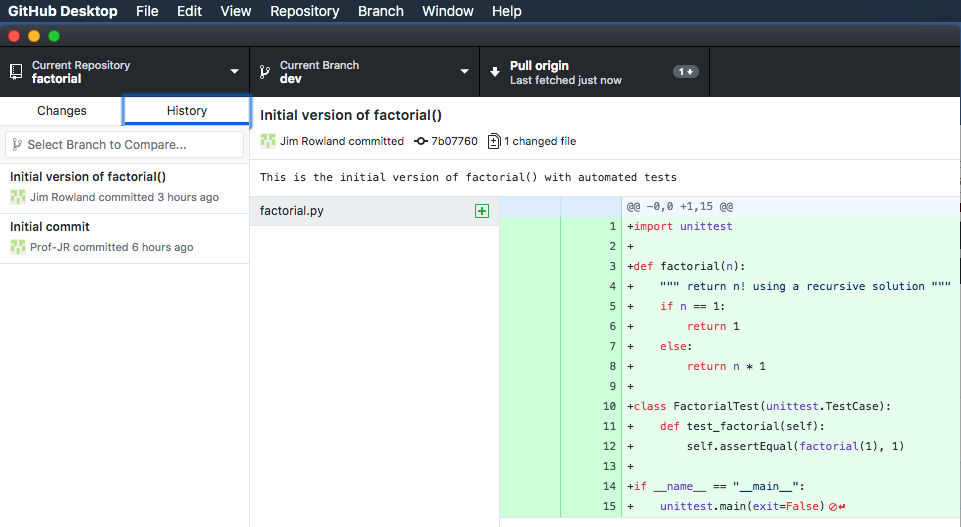 GitHub Desktop File Edit View Repository Branch Window Help
Current Repository
factorial
Current Branch
dev
Pull origin
Last fetched just now
1
Changes History
Select Branch to Compare...
Initial version of factorial()
Jim Rowland committed 3 hours ago
Initial commit
Prof-JR committed 6 hours ago
Initial version of factorial()
Jim Rowland committed 7b07760 1 changed file
This is the initial version of factorial() with automated tests
factorial.py
@@ -0,0 +1,15 @@
1 +import unittest
2 +
3 +def factorial(n):
4 +    """ return n! using a recursive solution """
5 +    if n == 1:
6 +        return 1
7 +    else:
8 +        return n * 1
9 +
10 +class FactorialTest(unittest.TestCase):
11 +    def test_factorial(self):
12 +        self.assertEqual(factorial(1), 1)
13 +
14 +if __name__ == "__main__":
15 +    unittest.main(exit=False)